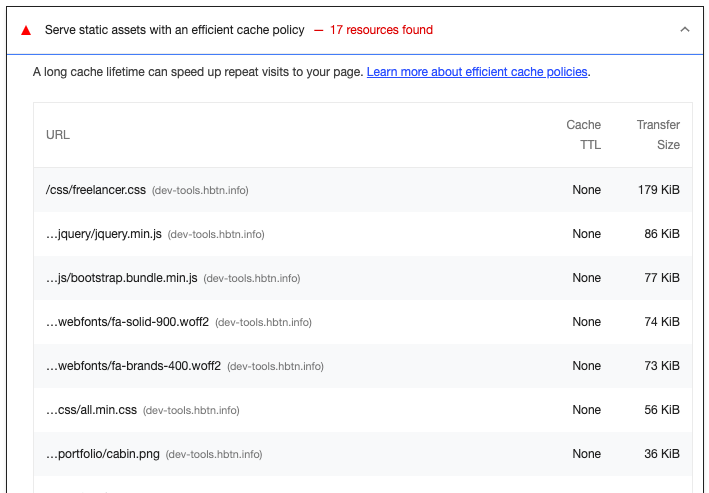 Serve static assets with an efficient cache policy — 17 resources found
A long cache lifetime can speed up repeat visits to your page. Learn more about efficient cache policies.
URL Cache TTL Transfer Size
/css/freelancer.css (dev-tools.hbtn.info) None 179 KiB
…jquery/jquery.min.js (dev-tools.hbtn.info) None 86 KiB
…js/bootstrap.bundle.min.js (dev-tools.hbtn.info) None 77 KiB
…webfonts/fa-solid-900.woff2 (dev-tools.hbtn.info) None 74 KiB
…webfonts/fa-brands-400.woff2 (dev-tools.hbtn.info) None 73 KiB
…css/all.min.css (dev-tools.hbtn.info) None 56 KiB
…portfolio/cabin.png (dev-tools.hbtn.info) None 36 KiB